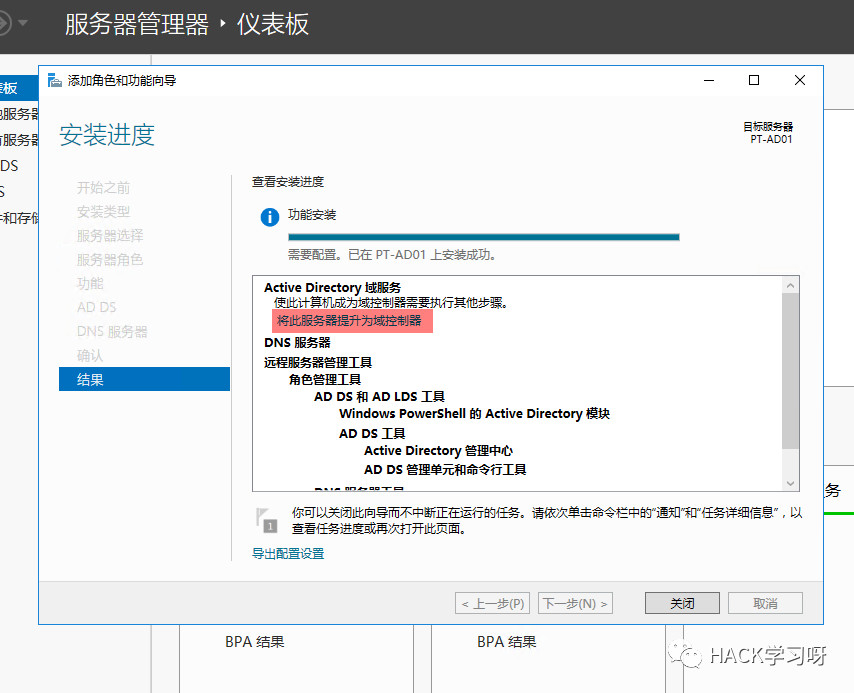 服务器管理器 · 仪表板
表板
地服务器
有服务器
DS
S
件和存储
添加角色和功能向导
安装进度
目标服务器
PT-AD01
开始之前
安装类型
服务器选择
服务器角色
功能
AD DS
DNS 服务器
确认
结果
查看安装进度
功能安装
需要配置。已在 PT-AD01 上安装成功。
Active Directory 域服务
使此计算机成为域控制器需要执行其他步骤。
将此服务器提升为域控制器
DNS 服务器
远程服务器管理工具
角色管理工具
AD DS 和 AD LDS 工具
Windows PowerShell 的 Active Directory 模块
AD DS 工具
Active Directory 管理中心
AD DS 管理单元和命令行工具
DNS 服务器工具
1
你可以关闭此向导而不中断正在运行的任务。请依次单击命令栏中的“通知”和“任务详细信息”，以
查看任务进度或再次打开此页面。
导出配置设置
< 上一步(P)
下一步(N) >
关闭
取消
务
BPA 结果
BPA 结果
HACK学习呀